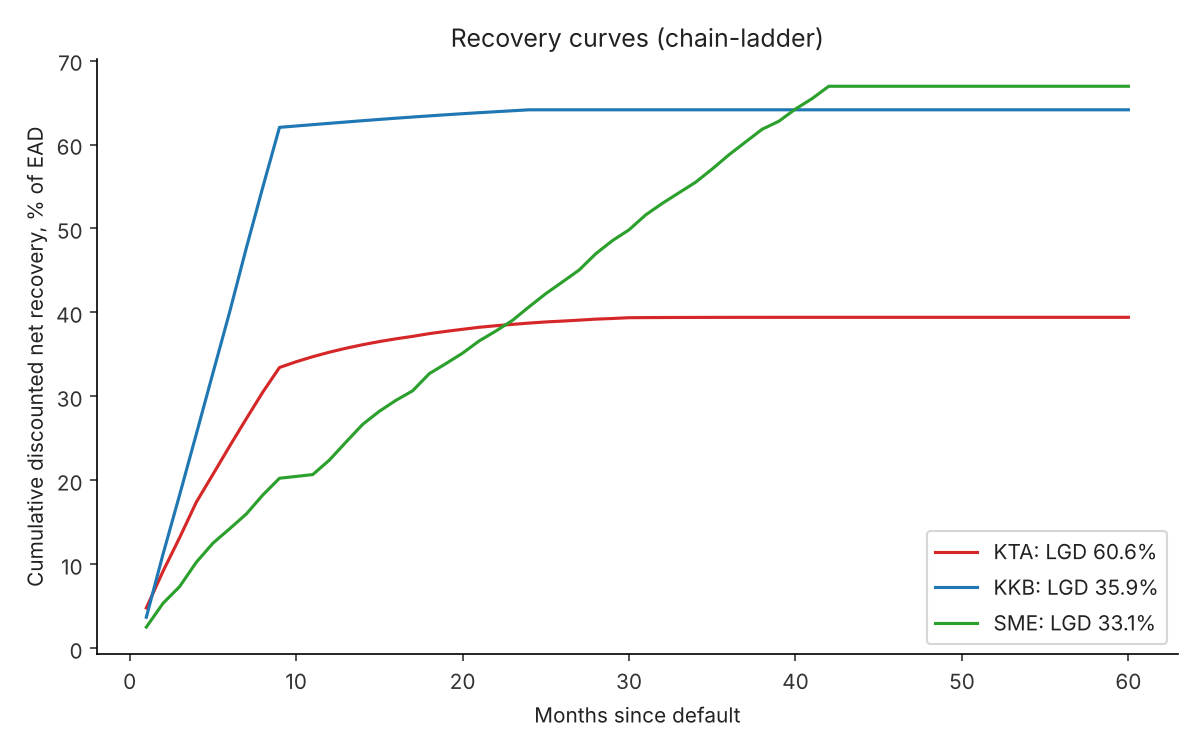 Recovery curves (chain-ladder)
Cumulative discounted net recovery, % of EAD
70
60
50
40
30
20
10
0
0 10 20 30 40 50 60
Months since default
KTA: LGD 60.6%
KKB: LGD 35.9%
SME: LGD 33.1%